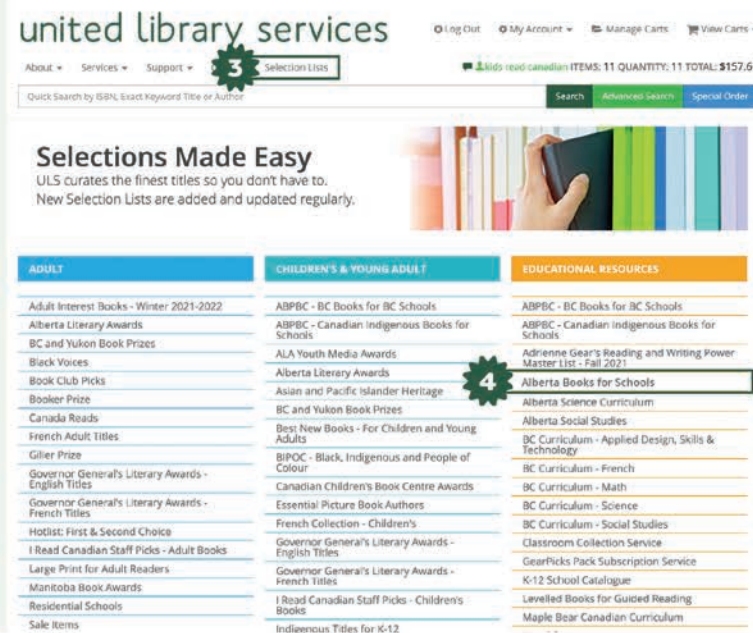 united library services
Log Out My Account Manage Carts View Carts
About Services Support 3 Selection Lists
kids read canadian ITEMS: 11 QUANTITY: 11 TOTAL: $157.6
Quick Search by ISBN, Exact Keyword Title or Author
Search Advanced Search Special Order
Selections Made Easy
ULS curates the finest titles so you don't have to.
New Selection Lists are added and updated regularly.
ADULT
Adult Interest Books - Winter 2021-2022
Alberta Literary Awards
BC and Yukon Book Prizes
Black Voices
Book Club Picks
Booker Prize
Canada Reads
French Adult Titles
Giller Prize
Governor General's Literary Awards -
English Titles
Governor General's Literary Awards -
French Titles
Hotlist: First & Second Choice
I Read Canadian Staff Picks - Adult Books
Large Print for Adult Readers
Manitoba Book Awards
Residential Schools
Sale Items
CHILDREN'S & YOUNG ADULT
ABPBC - BC Books for BC Schools
ABPBC - Canadian Indigenous Books for
Schools
ALA Youth Media Awards
Alberta Literary Awards
Asian and Pacific Islander Heritage
BC and Yukon Book Prizes
Best New Books - For Children and Young
Adults
BIPOC - Black, Indigenous and People of
Colour
Canadian Children's Book Centre Awards
Essential Picture Book Authors
French Collection - Children's
Governor General's Literary Awards -
English Titles
Governor General's Literary Awards -
French Titles
I Read Canadian Staff Picks - Children's
Books
Indigenous Titles for K-12
EDUCATIONAL RESOURCES
ABPBC - BC Books for BC Schools
ABPBC - Canadian Indigenous Books for
Schools
Adrienne Gear's Reading and Writing Power
Master List - Fall 2021
4 Alberta Books for Schools
Alberta Science Curriculum
Alberta Social Studies
BC Curriculum - Applied Design, Skills &
Technology
BC Curriculum - French
BC Curriculum - Math
BC Curriculum - Science
BC Curriculum - Social Studies
Classroom Collection Service
GearPicks Pack Subscription Service
K-12 School Catalogue
Levelled Books for Guided Reading
Maple Bear Canadian Curriculum